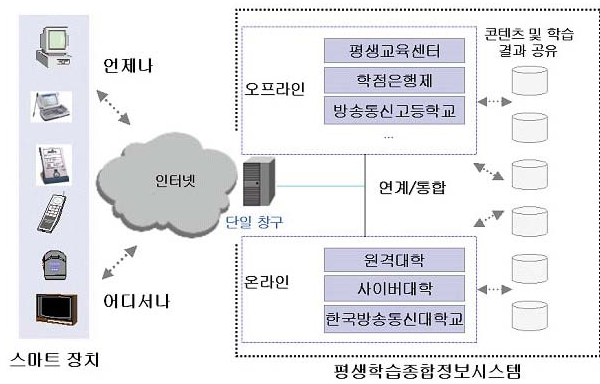 언제나
어디서나
스마트 장치
인터넷
단일 창구
오프라인
평생교육센터
학점은행제
방송통신고등학교
...
연계/통합
온라인
원격대학
사이버대학
한국방송통신대학교
콘텐츠 및 학습
결과 공유
평생학습종합정보시스템